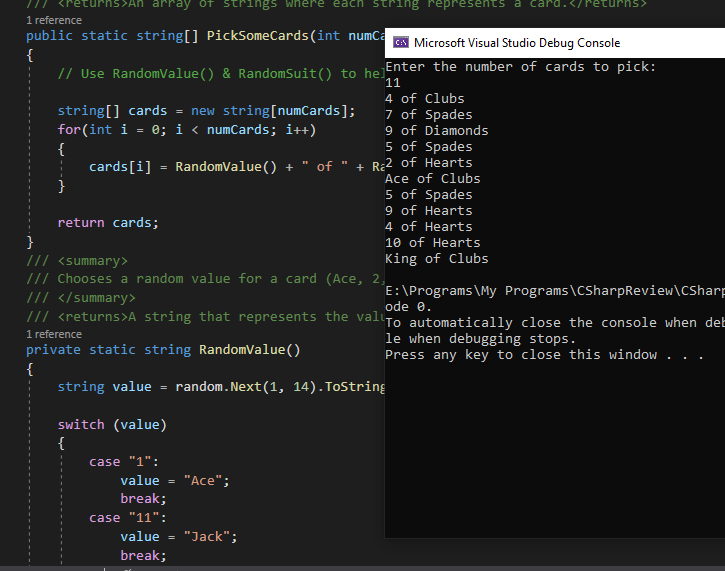 /// <returns>An array of strings where each string represents a card.</returns>
1 reference
public static string[] PickSomeCards(int numCa
{
// Use RandomValue() & RandomSuit() to hel
string[] cards = new string[numCards];
for(int i = 0; i < numCards; i++)
{
cards[i] = RandomValue() + " of " + Ra
}
return cards;
}
/// <summary>
/// Chooses a random value for a card (Ace, 2,
/// </summary>
/// <returns>A string that represents the valu
1 reference
private static string RandomValue()
{
string value = random.Next(1, 14).ToString
switch (value)
{
case "1":
value = "Ace";
break;
case "11":
value = "Jack";
break;
Microsoft Visual Studio Debug Console
Enter the number of cards to pick:
11
4 of Clubs
7 of Spades
9 of Diamonds
5 of Spades
2 of Hearts
Ace of Clubs
5 of Spades
9 of Hearts
4 of Hearts
10 of Hearts
King of Clubs
E:\Programs\My Programs\CSharpReview\CSharp
ode 0.
To automatically close the console when deb
le when debugging stops.
Press any key to close this window . . .